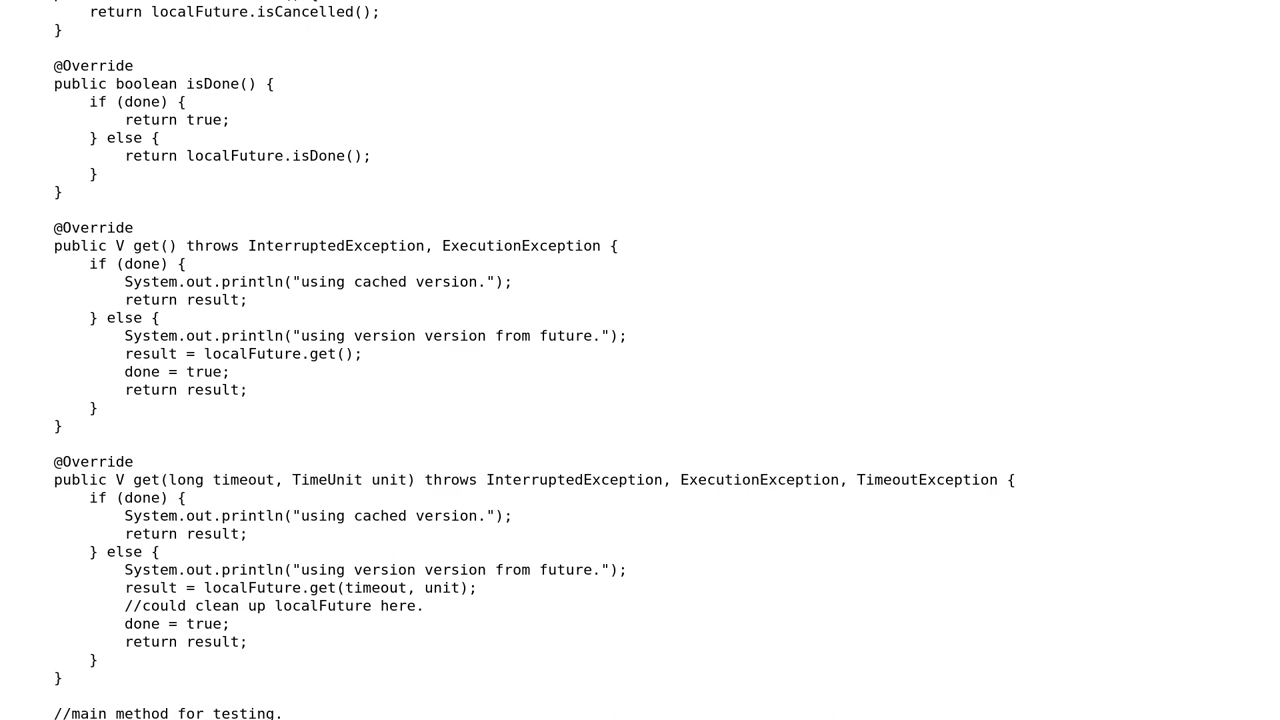 return localFuture.isCancelled();
}
@Override
public boolean isDone() {
if (done) {
return true;
} else {
return localFuture.isDone();
}
}
@Override
public V get() throws InterruptedException, ExecutionException {
if (done) {
System.out.println("using cached version.");
return result;
} else {
System.out.println("using version version from future.");
result = localFuture.get();
done = true;
return result;
}
}
@Override
public V get(long timeout, TimeUnit unit) throws InterruptedException, ExecutionException, TimeoutException {
if (done) {
System.out.println("using cached version.");
return result;
} else {
System.out.println("using version version from future.");
result = localFuture.get(timeout, unit);
//could clean up localFuture here.
done = true;
return result;
}
}
//main method for testing.